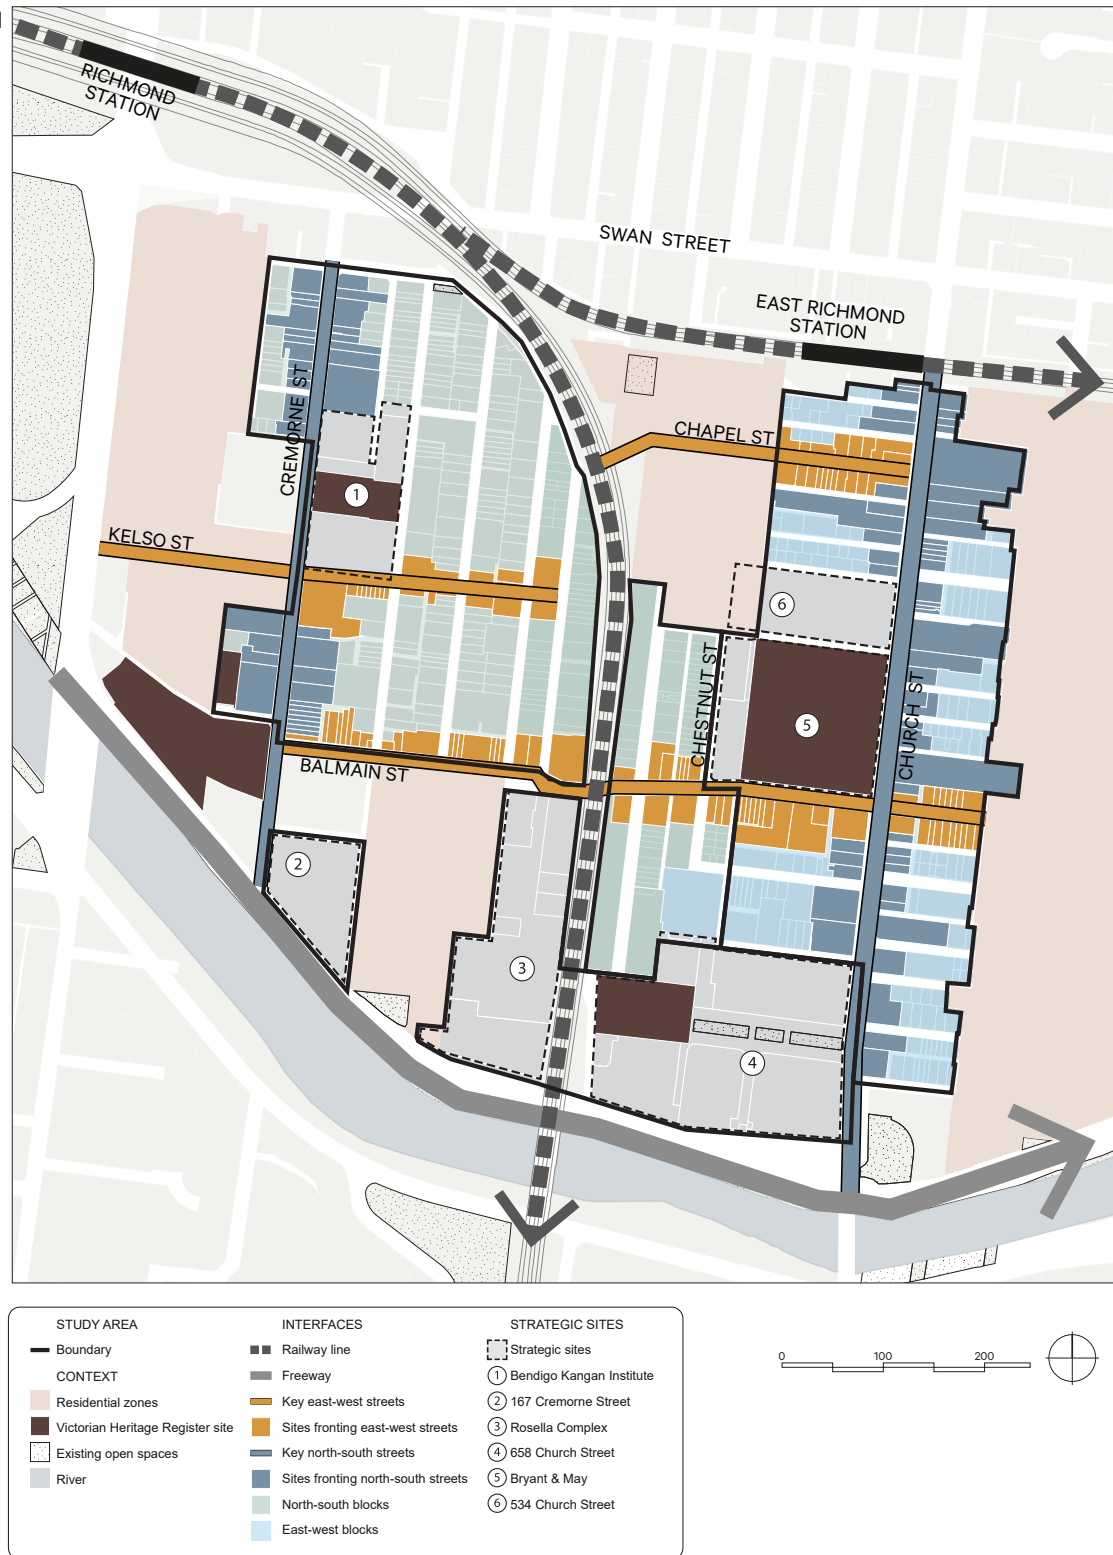 RICHMOND
STATION
SWAN STREET
EAST RICHMOND
STATION
CREMORNE ST
CHAPEL ST
1
KELSO ST
6
CHESTNUT ST
CHURCH ST
5
BALMAIN ST
2
3
4
STUDY AREA
Boundary
CONTEXT
Residential zones
Victorian Heritage Register site
Existing open spaces
River
INTERFACES
Railway line
Freeway
Key east-west streets
Sites fronting east-west streets
Key north-south streets
Sites fronting north-south streets
North-south blocks
East-west blocks
STRATEGIC SITES
Strategic sites
1 Bendigo Kangan Institute
2 167 Cremorne Street
3 Rosella Complex
4 658 Church Street
5 Bryant & May
6 534 Church Street
0 100 200